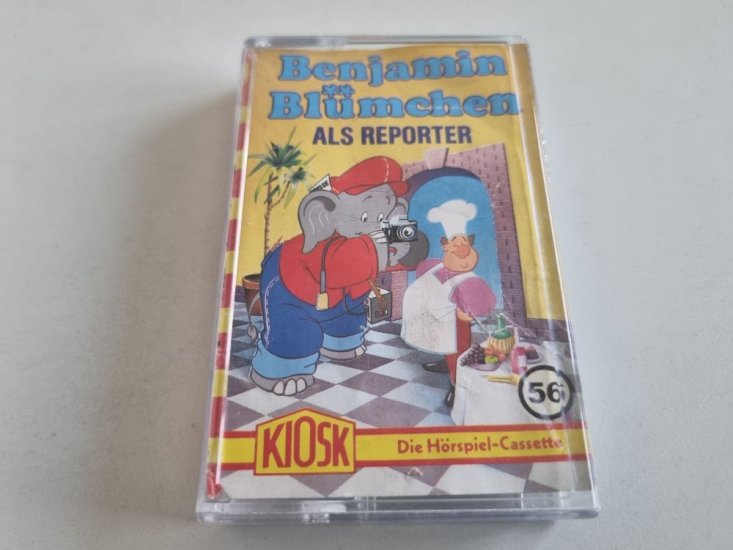 Benjamin
Blümchen
ALS REPORTER
56
KIOSK
Die Hörspiel-Cassette